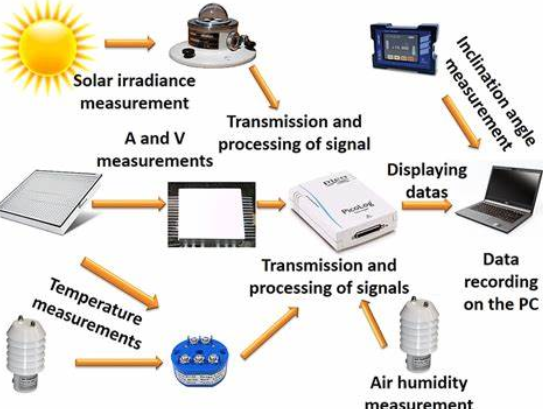 Solar irradiance
measurement
Inclination angle
measurement
Transmission and
processing of signal
A and V
measurements
Displaying
datas
pico
PicoLog
Data
recording
on the PC
Temperature
measurements
Transmission and
processing of signals
Air humidity
measurement